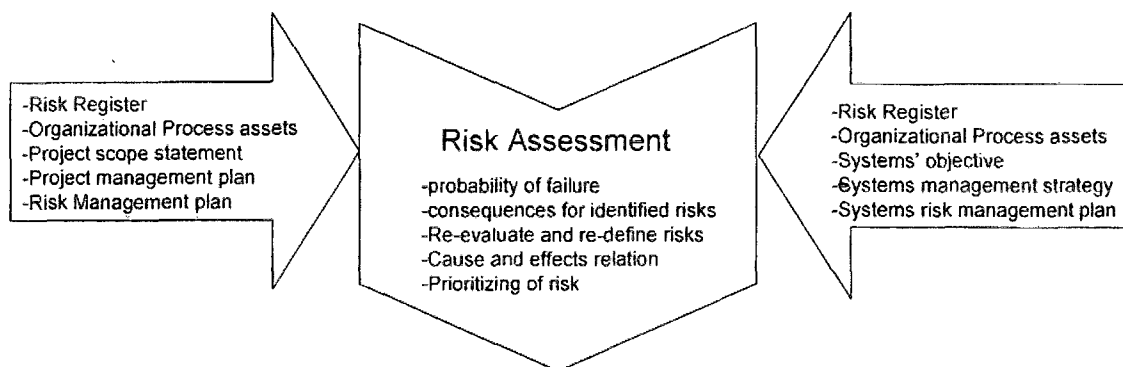 -Risk Register
-Organizational Process assets
-Project scope statement
-Project management plan
-Risk Management plan
Risk Assessment
-probability of failure
-consequences for identified risks
-Re-evaluate and re-define risks
-Cause and effects relation
-Prioritizing of risk
-Risk Register
-Organizational Process assets
-Systems' objective
-Systems management strategy
-Systems risk management plan